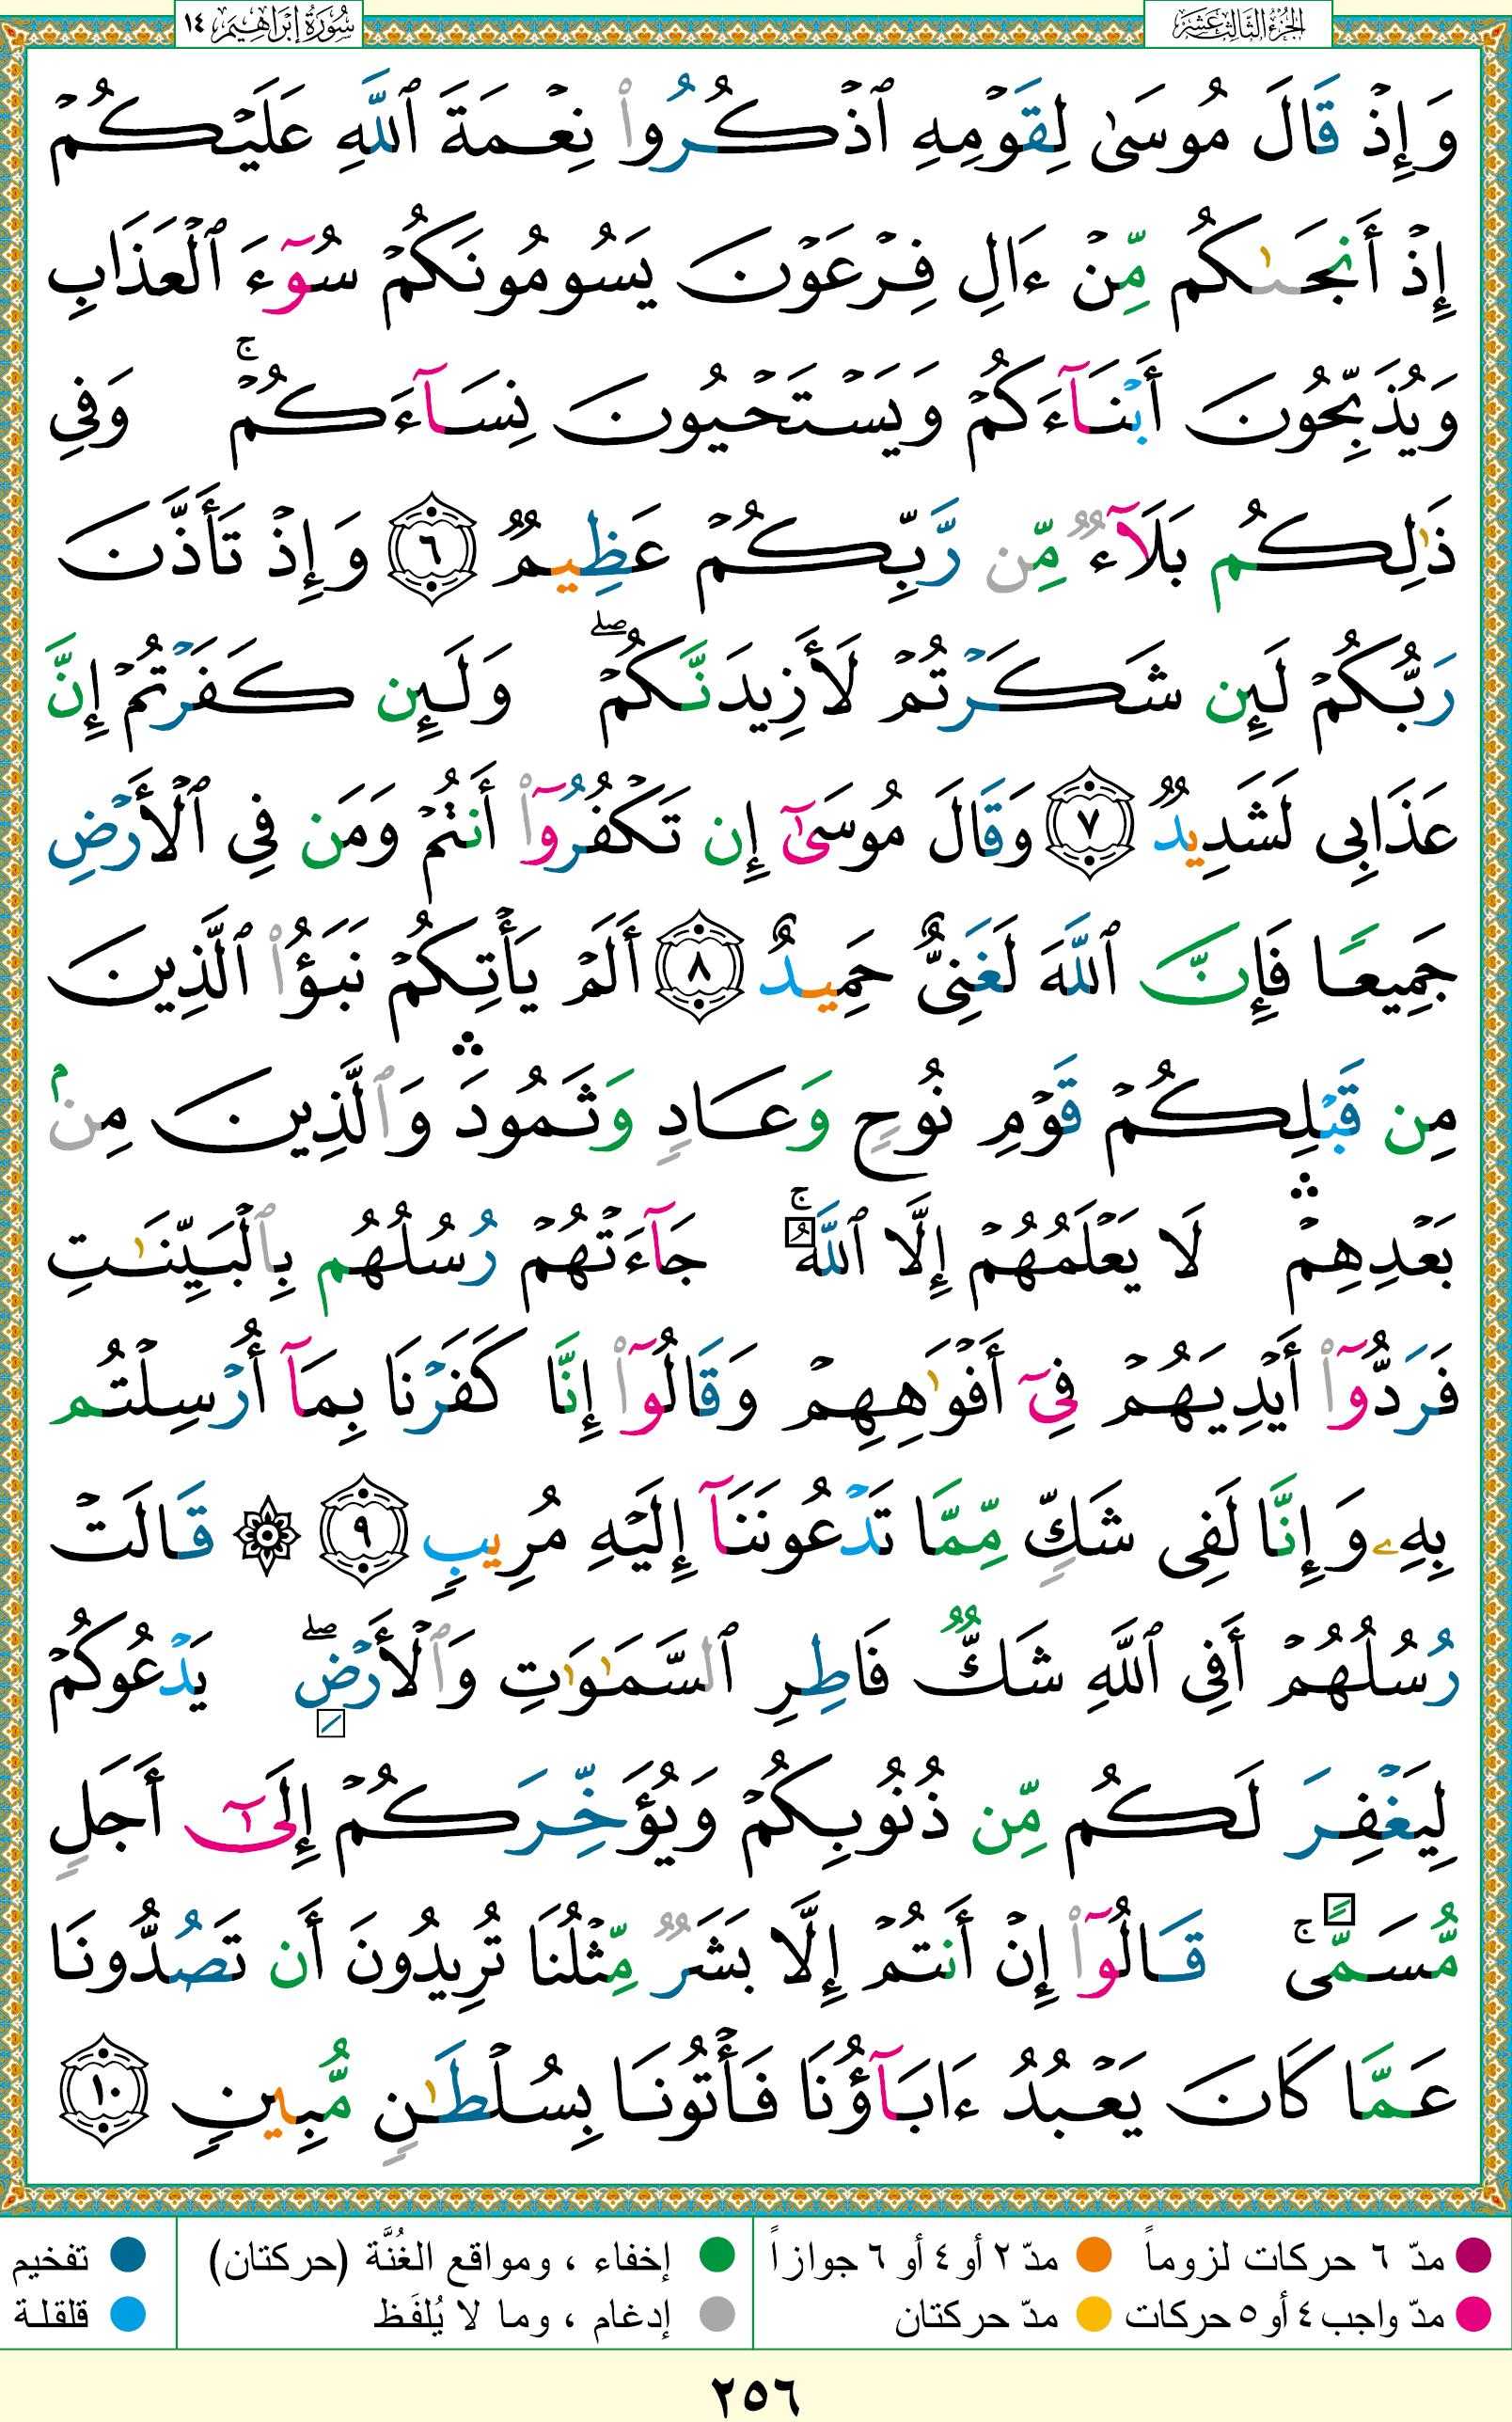 الجزء الثالث عشر
سورة إبراهيم ١٤
وَإِذۡ قَالَ مُوسَىٰ لِقَوۡمِهِ ٱذۡكُرُواْ نِعۡمَةَ ٱللَّهِ عَلَيۡكُمۡ
إِذۡ أَنجَىٰكُم مِّنۡ ءَالِ فِرۡعَوۡنَ يَسُومُونَكُمۡ سُوٓءَ ٱلۡعَذَابِ
وَيُذَبِّحُونَ أَبۡنَآءَكُمۡ وَيَسۡتَحۡيُونَ نِسَآءَكُمۡۚ وَفِي
ذَٰلِكُم بَلَآءٞ مِّن رَّبِّكُمۡ عَظِيمٞ ٦ وَإِذۡ تَأَذَّنَ
رَبُّكُمۡ لَئِن شَكَرۡتُمۡ لَأَزِيدَنَّكُمۡۖ وَلَئِن كَفَرۡتُمۡ إِنَّ
عَذَابِي لَشَدِيدٞ ٧ وَقَالَ مُوسَىٰٓ إِن تَكۡفُرُوٓاْ أَنتُمۡ وَمَن فِي ٱلۡأَرۡضِ
جَمِيعٗا فَإِنَّ ٱللَّهَ لَغَنِيٌّ حَمِيدٌ ٨ أَلَمۡ يَأۡتِكُمۡ نَبَؤُاْ ٱلَّذِينَ
مِن قَبۡلِكُمۡ قَوۡمِ نُوحٖ وَعَادٖ وَثَمُودَۛ وَٱلَّذِينَ مِنۢ
بَعۡدِهِمۡۛ لَا يَعۡلَمُهُمۡ إِلَّا ٱللَّهُۚ جَآءَتۡهُمۡ رُسُلُهُم بِٱلۡبَيِّنَٰتِ
فَرَدُّوٓاْ أَيۡدِيَهُمۡ فِيٓ أَفۡوَٰهِهِمۡ وَقَالُوٓاْ إِنَّا كَفَرۡنَا بِمَآ أُرۡسِلۡتُم
بِهِۦ وَإِنَّا لَفِي شَكّٖ مِّمَّا تَدۡعُونَنَآ إِلَيۡهِ مُرِيبٖ ٩ ۞ قَالَتۡ
رُسُلُهُمۡ أَفِي ٱللَّهِ شَكّٞ فَاطِرِ ٱلسَّمَٰوَٰتِ وَٱلۡأَرۡضِۖ يَدۡعُوكُمۡ
لِيَغۡفِرَ لَكُم مِّن ذُنُوبِكُمۡ وَيُؤَخِّرَكُمۡ إِلَىٰٓ أَجَلٖ
مُّسَمّٗىۚ قَالُوٓاْ إِنۡ أَنتُمۡ إِلَّا بَشَرٞ مِّثۡلُنَا تُرِيدُونَ أَن تَصُدُّونَا
عَمَّا كَانَ يَعۡبُدُ ءَابَآؤُنَا فَأۡتُونَا بِسُلۡطَٰنٖ مُّبِينٖ ١٠
مدّ ٦ حركات لزوماً مدّ ٢ أو ٤ أو ٦ جوازاً إخفاء ، ومواقع الغُنَّة (حركتان) تفخيم
مدّ واجب ٤ أو ٥ حركات مدّ حركتان إدغام ، وما لا يُلفَظ قلقلة
٢٥٦